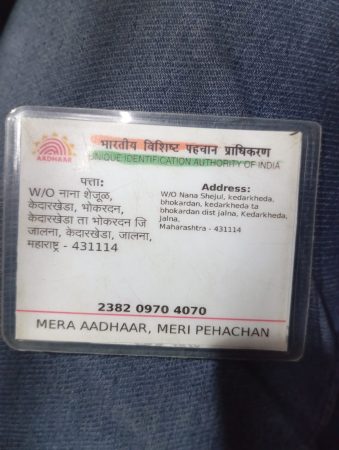 भारतीय विशिष्ट पहचान प्राधिकरण
AADHAAR
UNIQUE IDENTIFICATION AUTHORITY OF INDIA
पत्ता:
W/O नाना शेजूळ,
केदारखेडा, भोकरदन,
केदारखेडा ता भोकरदन जि
जालना, केदारखेडा, जालना,
महाराष्ट्र - 431114
Address:
W/O Nana Shejul, kedarkheda,
bhokardan, kedarkheda ta
bhokardan dist jalna, Kedarkheda,
jalna,
Maharashtra - 431114
2382 0970 4070
MERA AADHAAR, MERI PEHACHAN